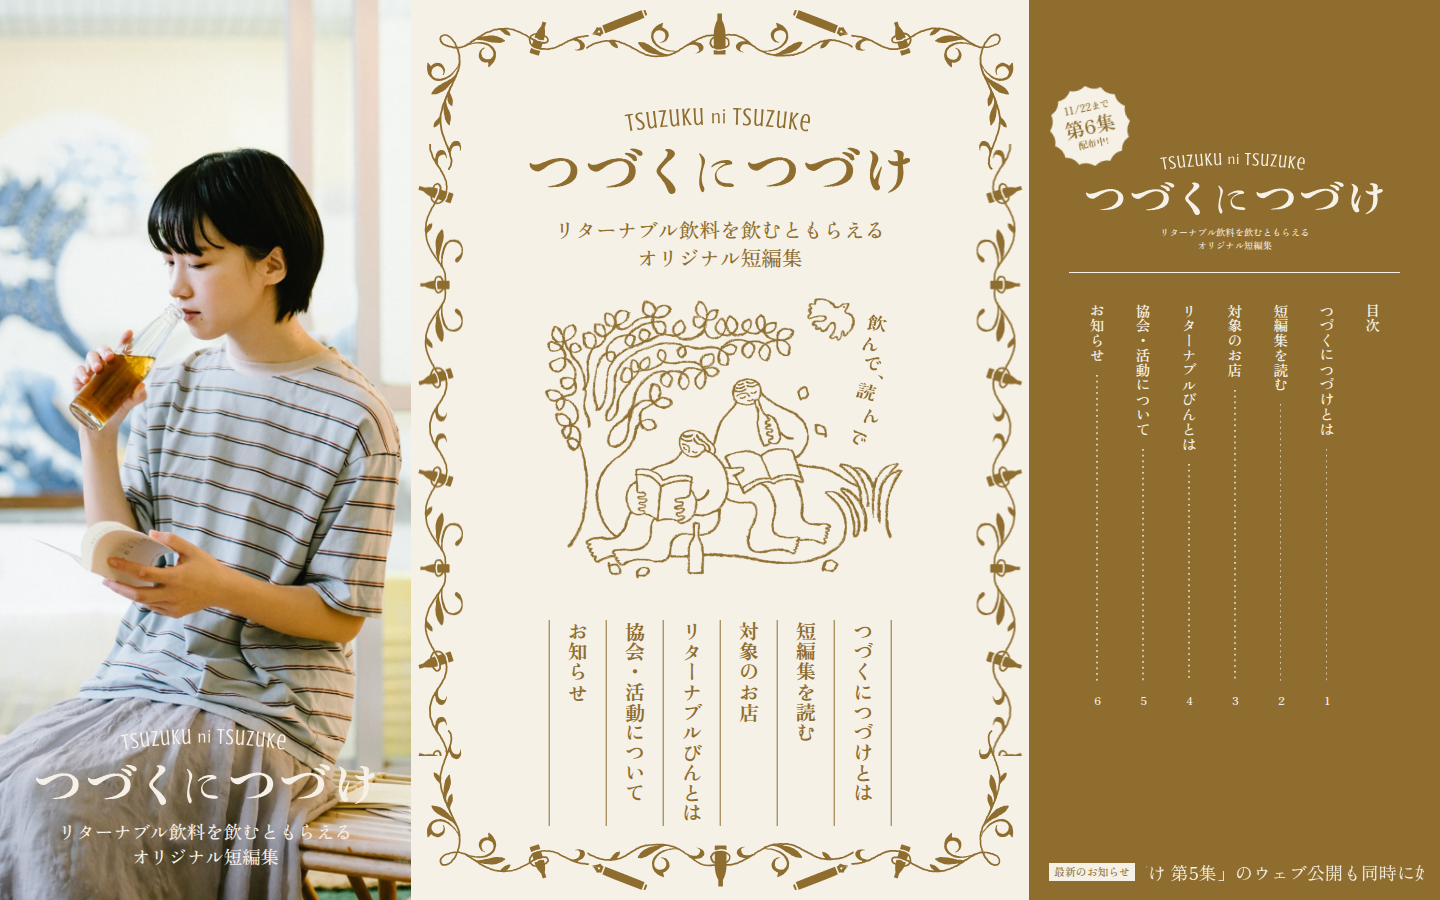 TSUZUKU ni TSUZUKe
つづくにつづけ
リターナブル飲料を飲むともらえる
オリジナル短編集
TSUZUKU ni TSUZUKe
つづくにつづけ
リターナブル飲料を飲むともらえる
オリジナル短編集
飲んで、読んで
つづくにつづけとは
短編集を読む
対象のお店
リターナブルびんとは
協会・活動について
お知らせ
11/22まで
第6集
配布中!
TSUZUKU ni TSUZUKe
つづくにつづけ
リターナブル飲料を飲むともらえる
オリジナル短編集
目次
つづくにつづけとは 1
短編集を読む 2
対象のお店 3
リターナブルびんとは 4
協会・活動について 5
お知らせ 6
最新のお知らせ
け 第5集」のウェブ公開も同時に